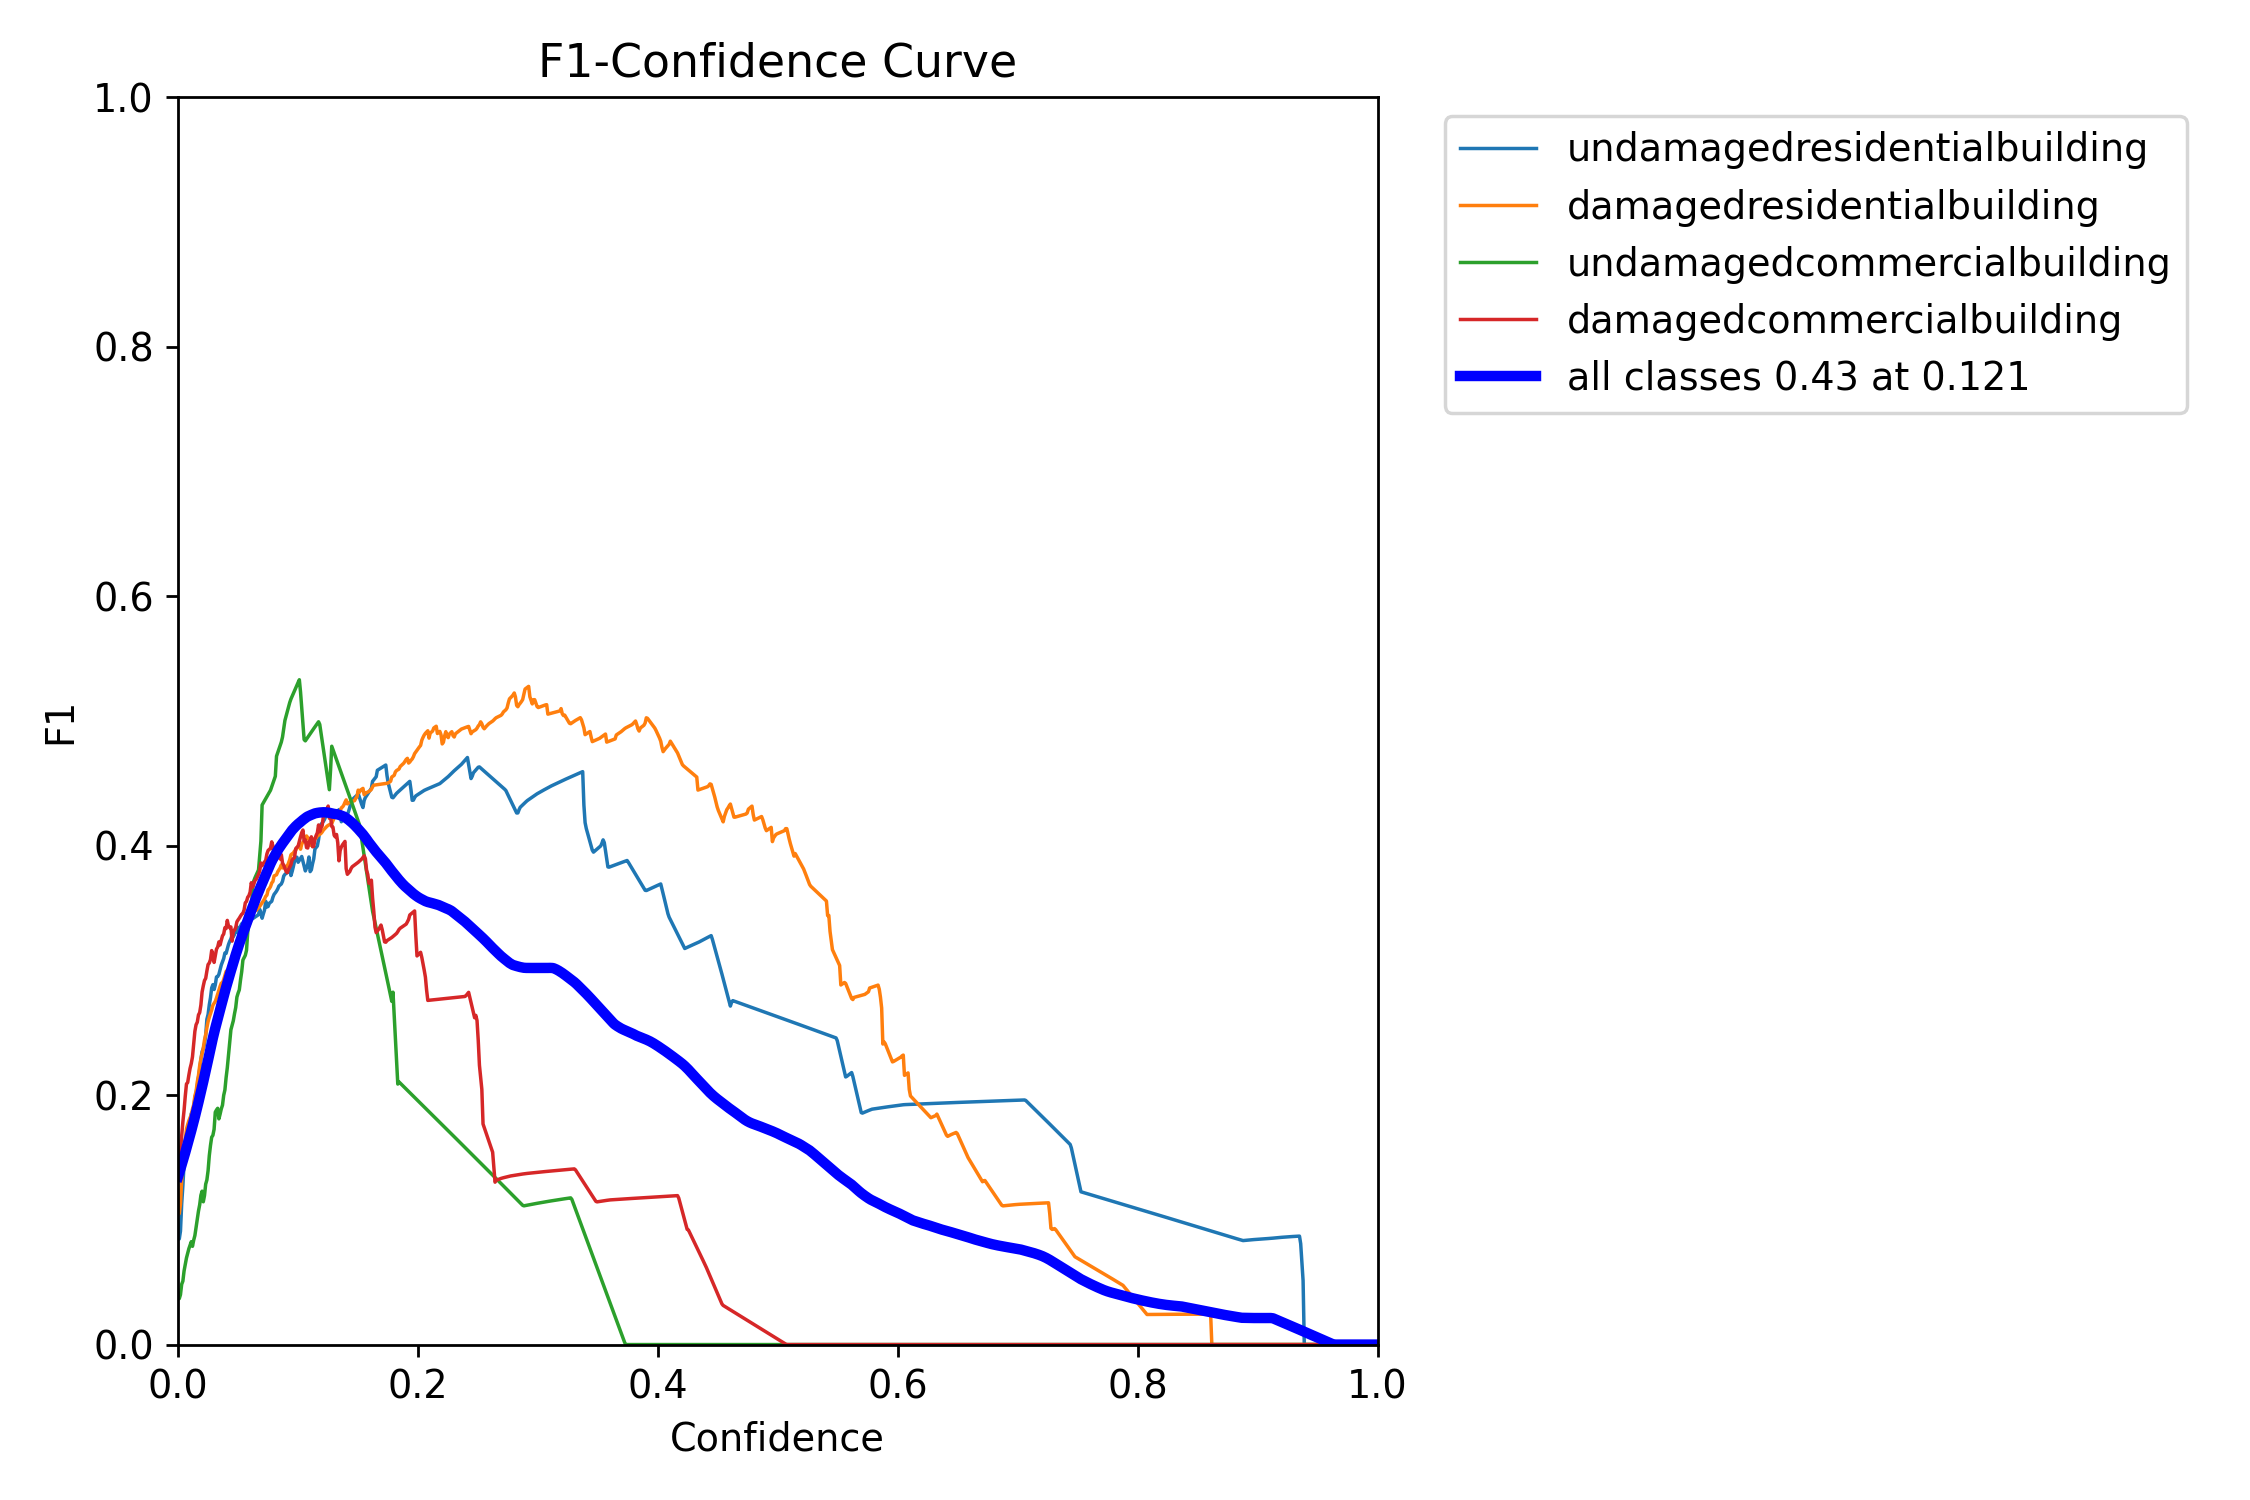 F1-Confidence Curve
1.0
0.8
0.6
0.4
0.2
0.0
F1
0.0 0.2 0.4 0.6 0.8 1.0
Confidence
undamagedresidentialbuilding
damagedresidentialbuilding
undamagedcommercialbuilding
damagedcommercialbuilding
all classes 0.43 at 0.121